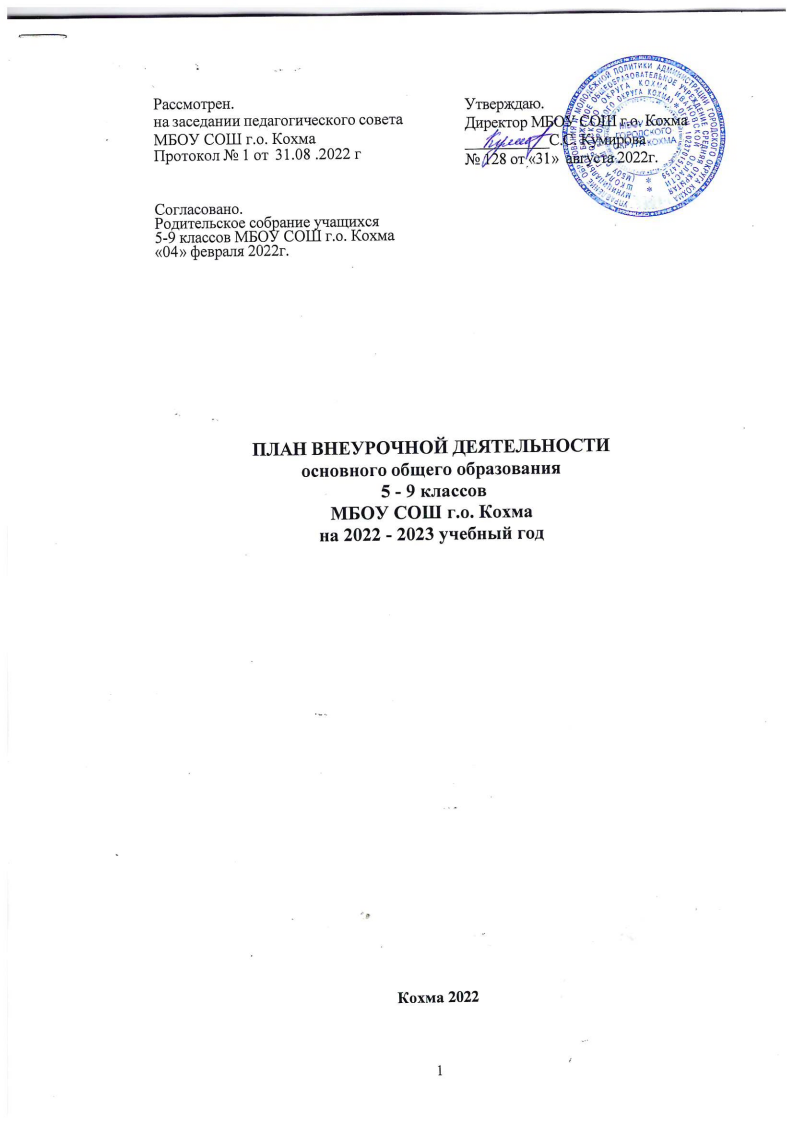 Рассмотрен.
на заседании педагогического совета
МБОУ СОШ г.о. Кохма
Протокол № 1 от 31.08 .2022 г
Утверждаю.
Директор МБОУ СОШ г.о. Кохма
С.С. Кумирова
№ 128 от «31» августа 2022г.
Согласовано.
Родительское собрание учащихся
5-9 классов МБОУ СОШ г.о. Кохма
«04» февраля 2022г.
ПЛАН ВНЕУРОЧНОЙ ДЕЯТЕЛЬНОСТИ
основного общего образования
5 - 9 классов
МБОУ СОШ г.о. Кохма
на 2022 - 2023 учебный год
Кохма 2022
1